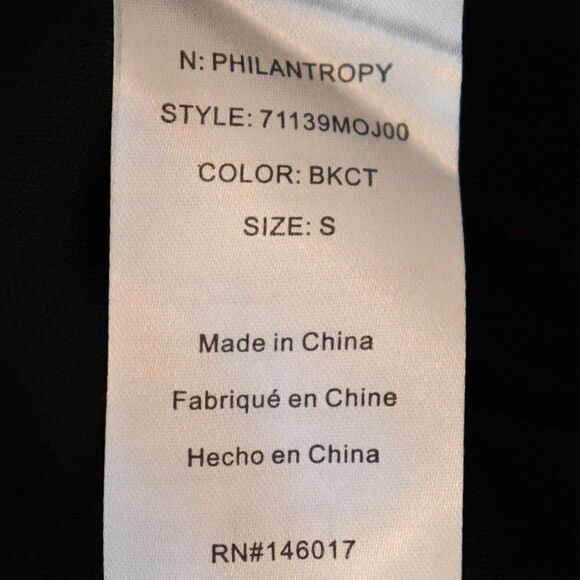 N: PHILANTROPY
STYLE: 71139MOJ00
COLOR: BKCT
SIZE: S
Made in China
Fabriqué en Chine
Hecho en China
RN#146017